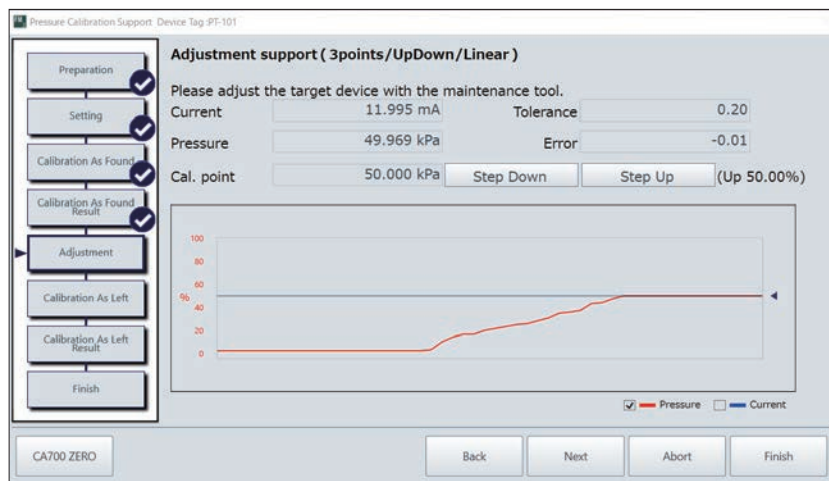 Pressure Calibration Support Device Tag :PT-101
Preparation
Setting
Calibration As Found
Calibration As Found
Result
Adjustment
Calibration As Left
Calibration As Left
Result
Finish
Adjustment support ( 3points/UpDown/Linear )
Please adjust the target device with the maintenance tool.
Current 11.995 mA Tolerance 0.20
Pressure 49.969 kPa Error -0.01
Cal. point 50.000 kPa Step Down Step Up (Up 50.00%)
100
80
60
%
40
20
0
Pressure Current
CA700 ZERO Back Next Abort Finish